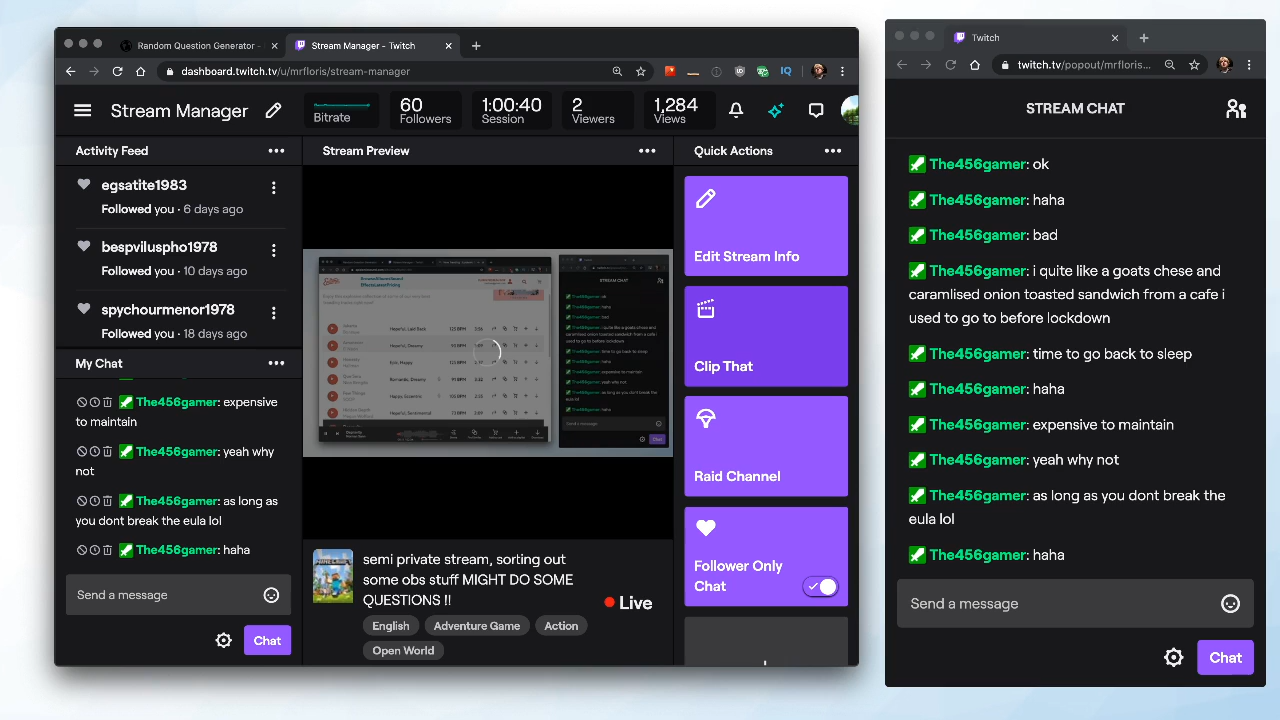 Stream Manager - Twitch
dashboard.twitch.tv/u/mrfloris/stream-manager
IQ
Stream Manager
Bitrate
60
Followers
1:00:40
Session
2
Viewers
1,284
Views
Activity Feed
egsatlite1983
Followed you · 6 days ago
bespviluspho1978
Followed you · 10 days ago
Followed you · 18 days ago
My Chat
The456gamer: expensive
to maintain
The456gamer: yeah why
not
The456gamer: as long as
you dont break the eula lol
The456gamer: haha
Send a message
Chat
Stream Preview
STREAM CHAT
semi private stream, sorting out
some obs stuff MIGHT DO SOME
QUESTIONS !!
Live
English
Adventure Game
Action
Open World
Quick Actions
Edit Stream Info
Clip That
Raid Channel
Follower Only
Chat
Twitch
twitch.tv/popout/mrfloris...
STREAM CHAT
The456gamer: ok
The456gamer: haha
The456gamer: bad
The456gamer: i quite like a goats chese and
caramlised onion toasted sandwich from a cafe i
used to go to before lockdown
The456gamer: time to go back to sleep
The456gamer: haha
The456gamer: expensive to maintain
The456gamer: yeah why not
The456gamer: as long as you dont break the
eula lol
The456gamer: haha
Send a message
Chat